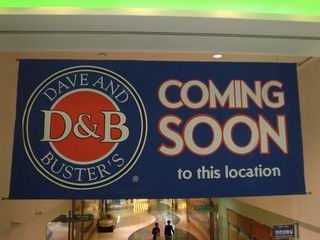 DAVE AND
D&B
BUSTER'S
®
COMING
SOON
to this location